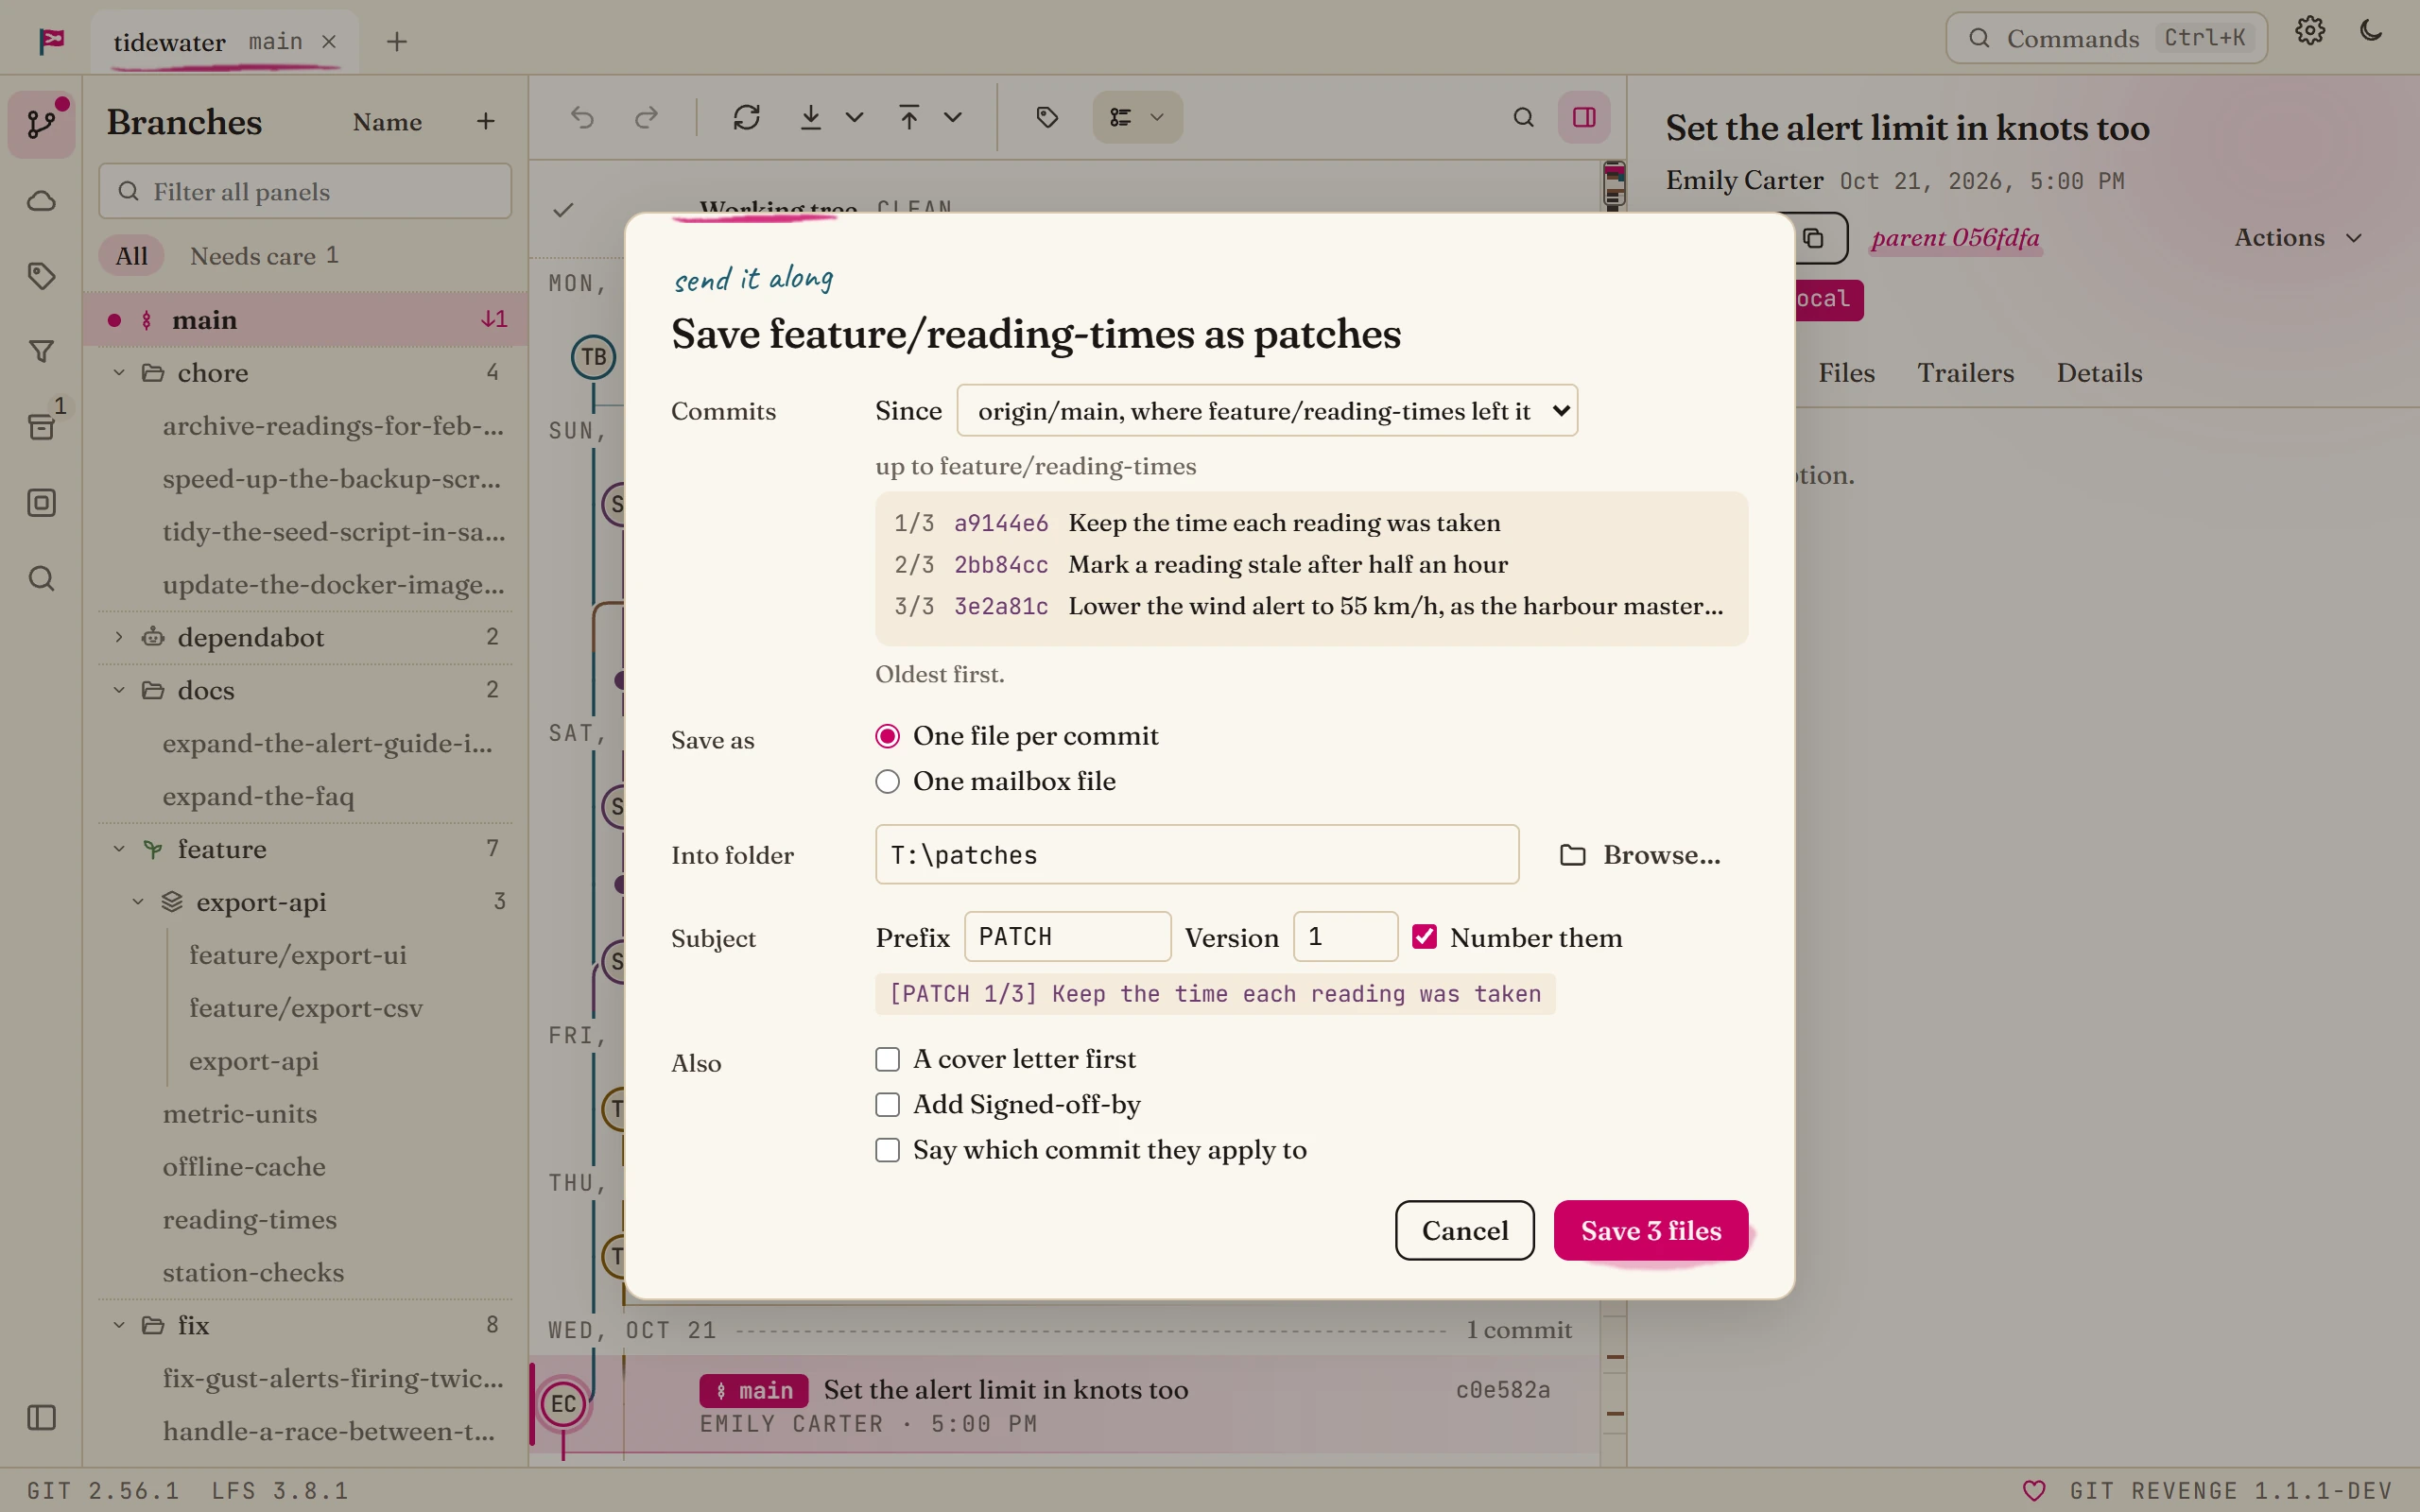 tidewater main
Commands Ctrl+K
Branches Name
Filter all panels
All Needs care 1
main ↓1
chore 4
archive-readings-for-feb-...
speed-up-the-backup-scr...
tidy-the-seed-script-in-sa...
update-the-docker-image...
dependabot 2
docs 2
expand-the-alert-guide-i...
expand-the-faq
feature 7
export-api 3
feature/export-ui
feature/export-csv
export-api
metric-units
offline-cache
reading-times
station-checks
fix 8
fix-gust-alerts-firing-twic...
handle-a-race-between-t...
1
Working tree CLEAN
MON,
TB
SUN,
S
SAT,
S
S
FRI,
T
THU,
T
WED, OCT 21 1 commit
EC main Set the alert limit in knots too c0e582a
EMILY CARTER · 5:00 PM
send it along
Save feature/reading-times as patches
Commits Since origin/main, where feature/reading-times left it
up to feature/reading-times
1/3 a9144e6 Keep the time each reading was taken
2/3 2bb84cc Mark a reading stale after half an hour
3/3 3e2a81c Lower the wind alert to 55 km/h, as the harbour master...
Oldest first.
Save as One file per commit
One mailbox file
Into folder T:\patches Browse...
Subject Prefix PATCH Version 1 Number them
[PATCH 1/3] Keep the time each reading was taken
Also A cover letter first
Add Signed-off-by
Say which commit they apply to
Cancel Save 3 files
Set the alert limit in knots too
Emily Carter Oct 21, 2026, 5:00 PM
parent 056fdfa Actions
ocal
Files Trailers Details
tion.
GIT 2.56.1 LFS 3.8.1
GIT REVENGE 1.1.1-DEV